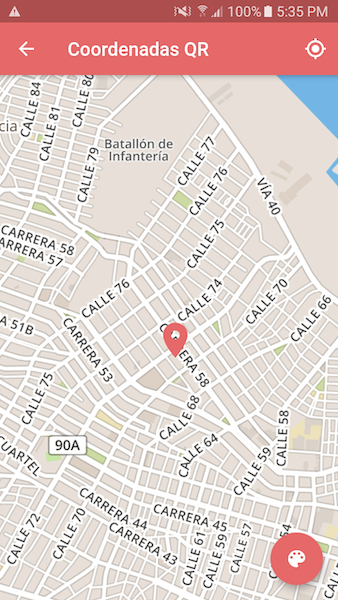 100% 5:35 PM
Coordenadas QR
CALLE 84
CALLE 80
CALLE 81
cia
CALLE 79
Batallón de
Infantería
CALLE 77
CALLE 76
VÍA 40
CARRERA 58
CARRERA 57
CALLE 75
CALLE 76
CALLE 74
CALLE 70
CALLE 66
A 51B
CARRERA 53
CARRERA 58
CALLE 75
CALLE 68
CALLE 58
90A
CALLE 64
CALLE 59
CUARTEL
CARRERA 44
CARRERA 45
CARRERA 43
CALLE 72
CALLE 70
CALLE 61
CALLE 59
CALLE 57
54